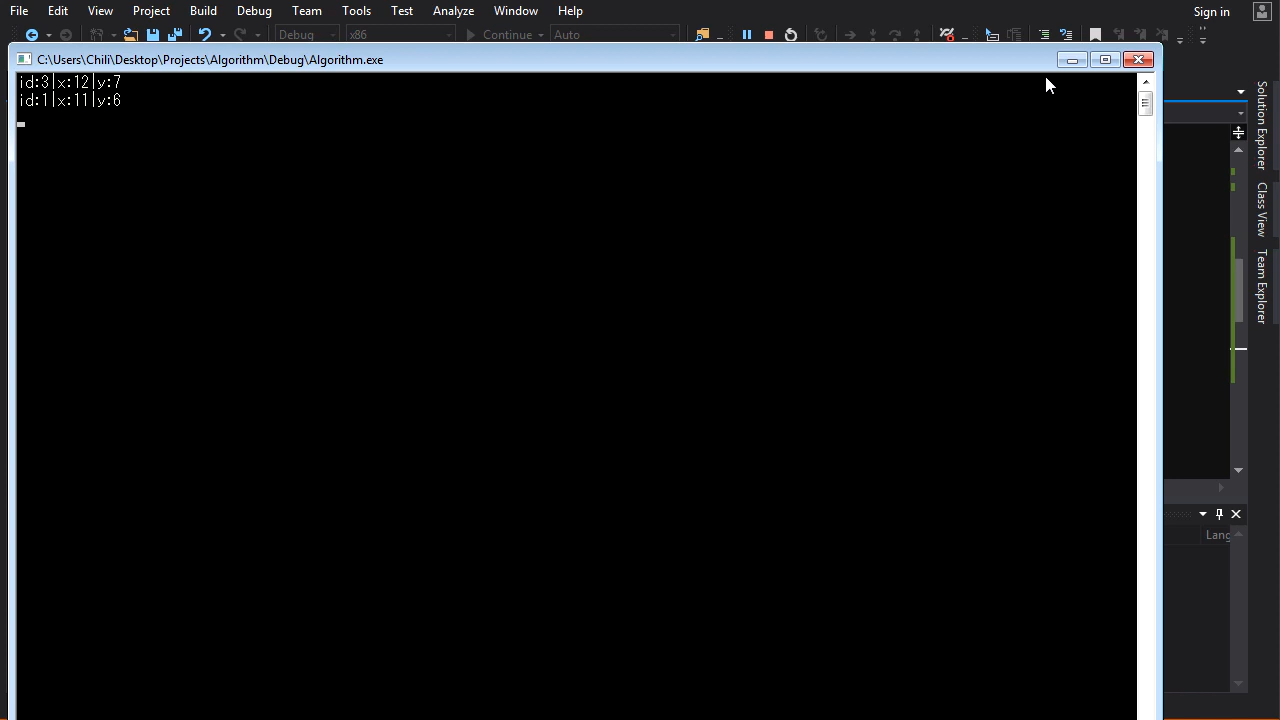 File Edit View Project Build Debug Team Tools Test Analyze Window Help
Sign in
Debug x86 Continue Auto
C:\Users\Chili\Desktop\Projects\Algorithm\Debug\Algorithm.exe
id:3|x:12|y:7
id:1|x:11|y:6
Solution Explorer
Class View
Team Explorer
Lang